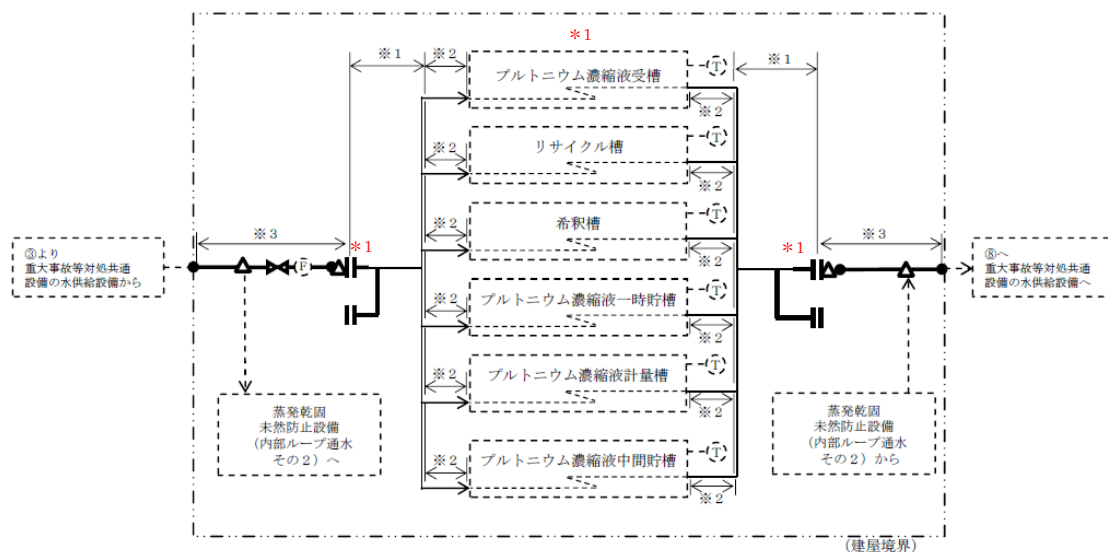 ＊１
※１
※２
プルトニウム濃縮液受槽
T
※１
※２
※２
リサイクル槽
T
※２
※２
希釈槽
T
※２
③より
重大事故等対処共通
設備の水供給設備から
※３
F
＊１
＊１
※３
⑧へ
重大事故等対処共通
設備の水供給設備へ
※２
プルトニウム濃縮液一時貯槽
T
※２
※２
プルトニウム濃縮液計量槽
T
※２
蒸発乾固
未然防止設備
（内部ループ通水
その２）へ
蒸発乾固
未然防止設備
（内部ループ通水
その２）から
※２
プルトニウム濃縮液中間貯槽
T
※２
（建屋境界）